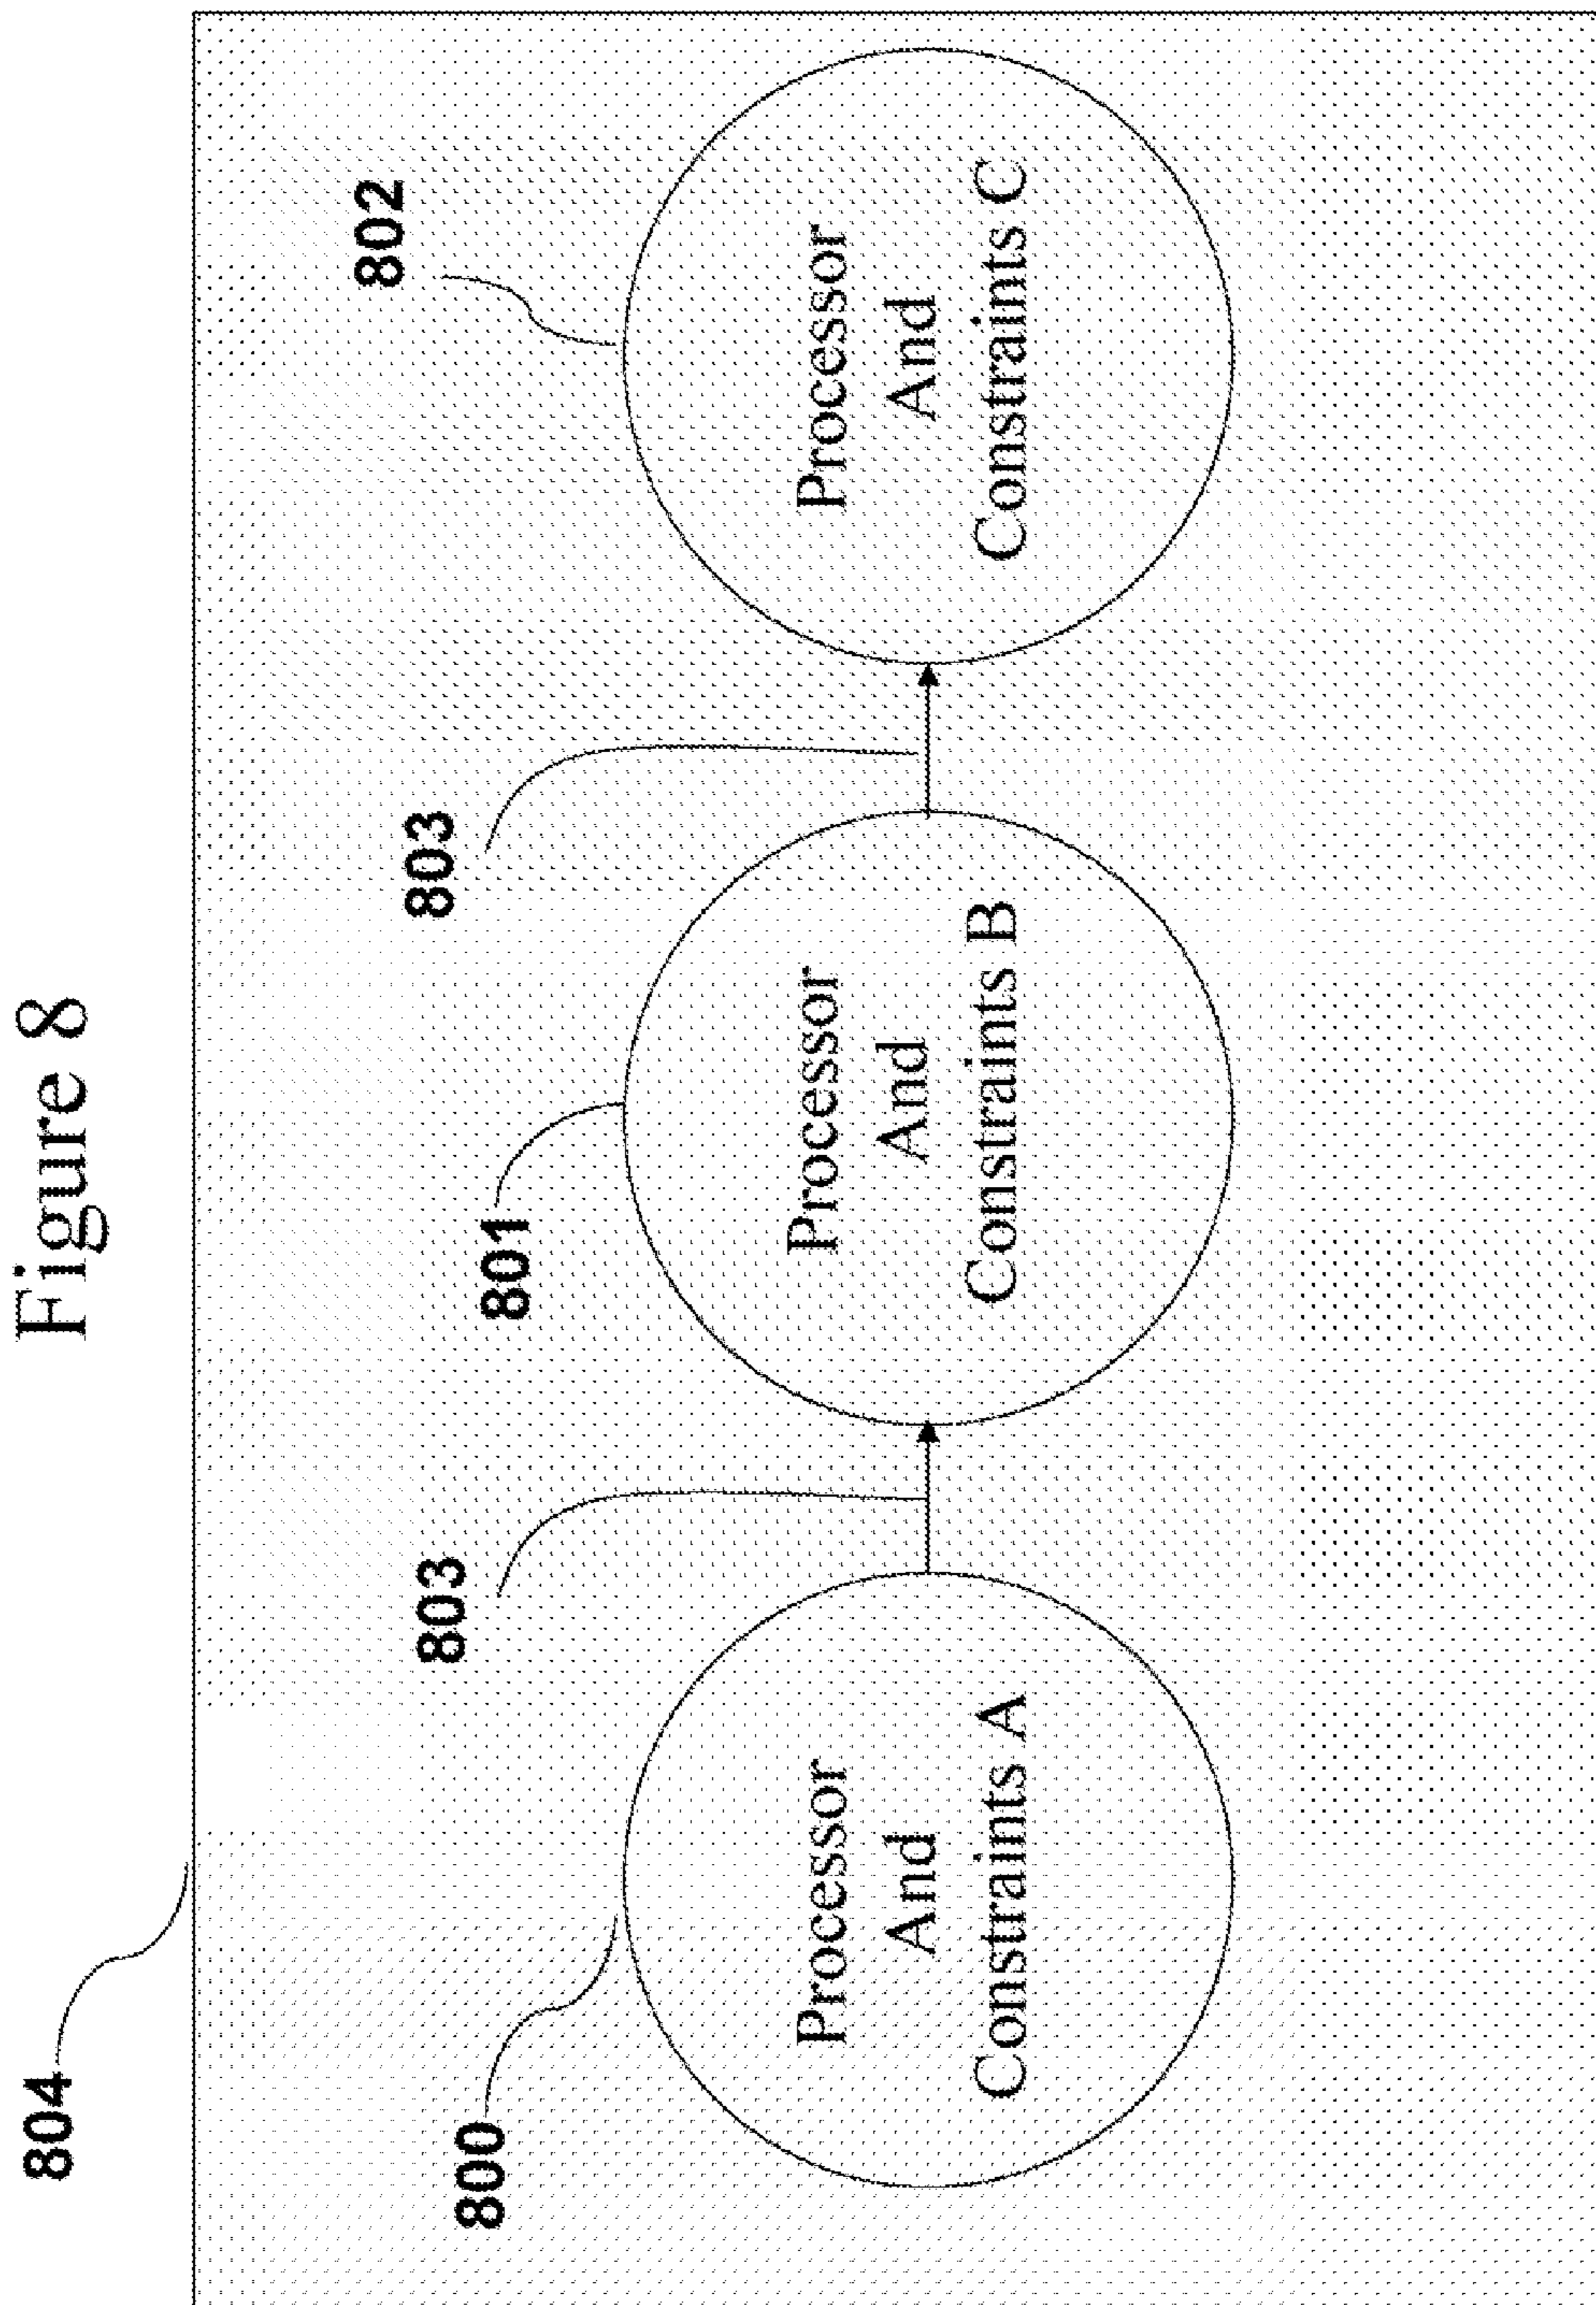 Figure 8
804
800
803
801
803
802
Processor
And
Constraints A
Processor
And
Constraints B
Processor
And
Constraints C